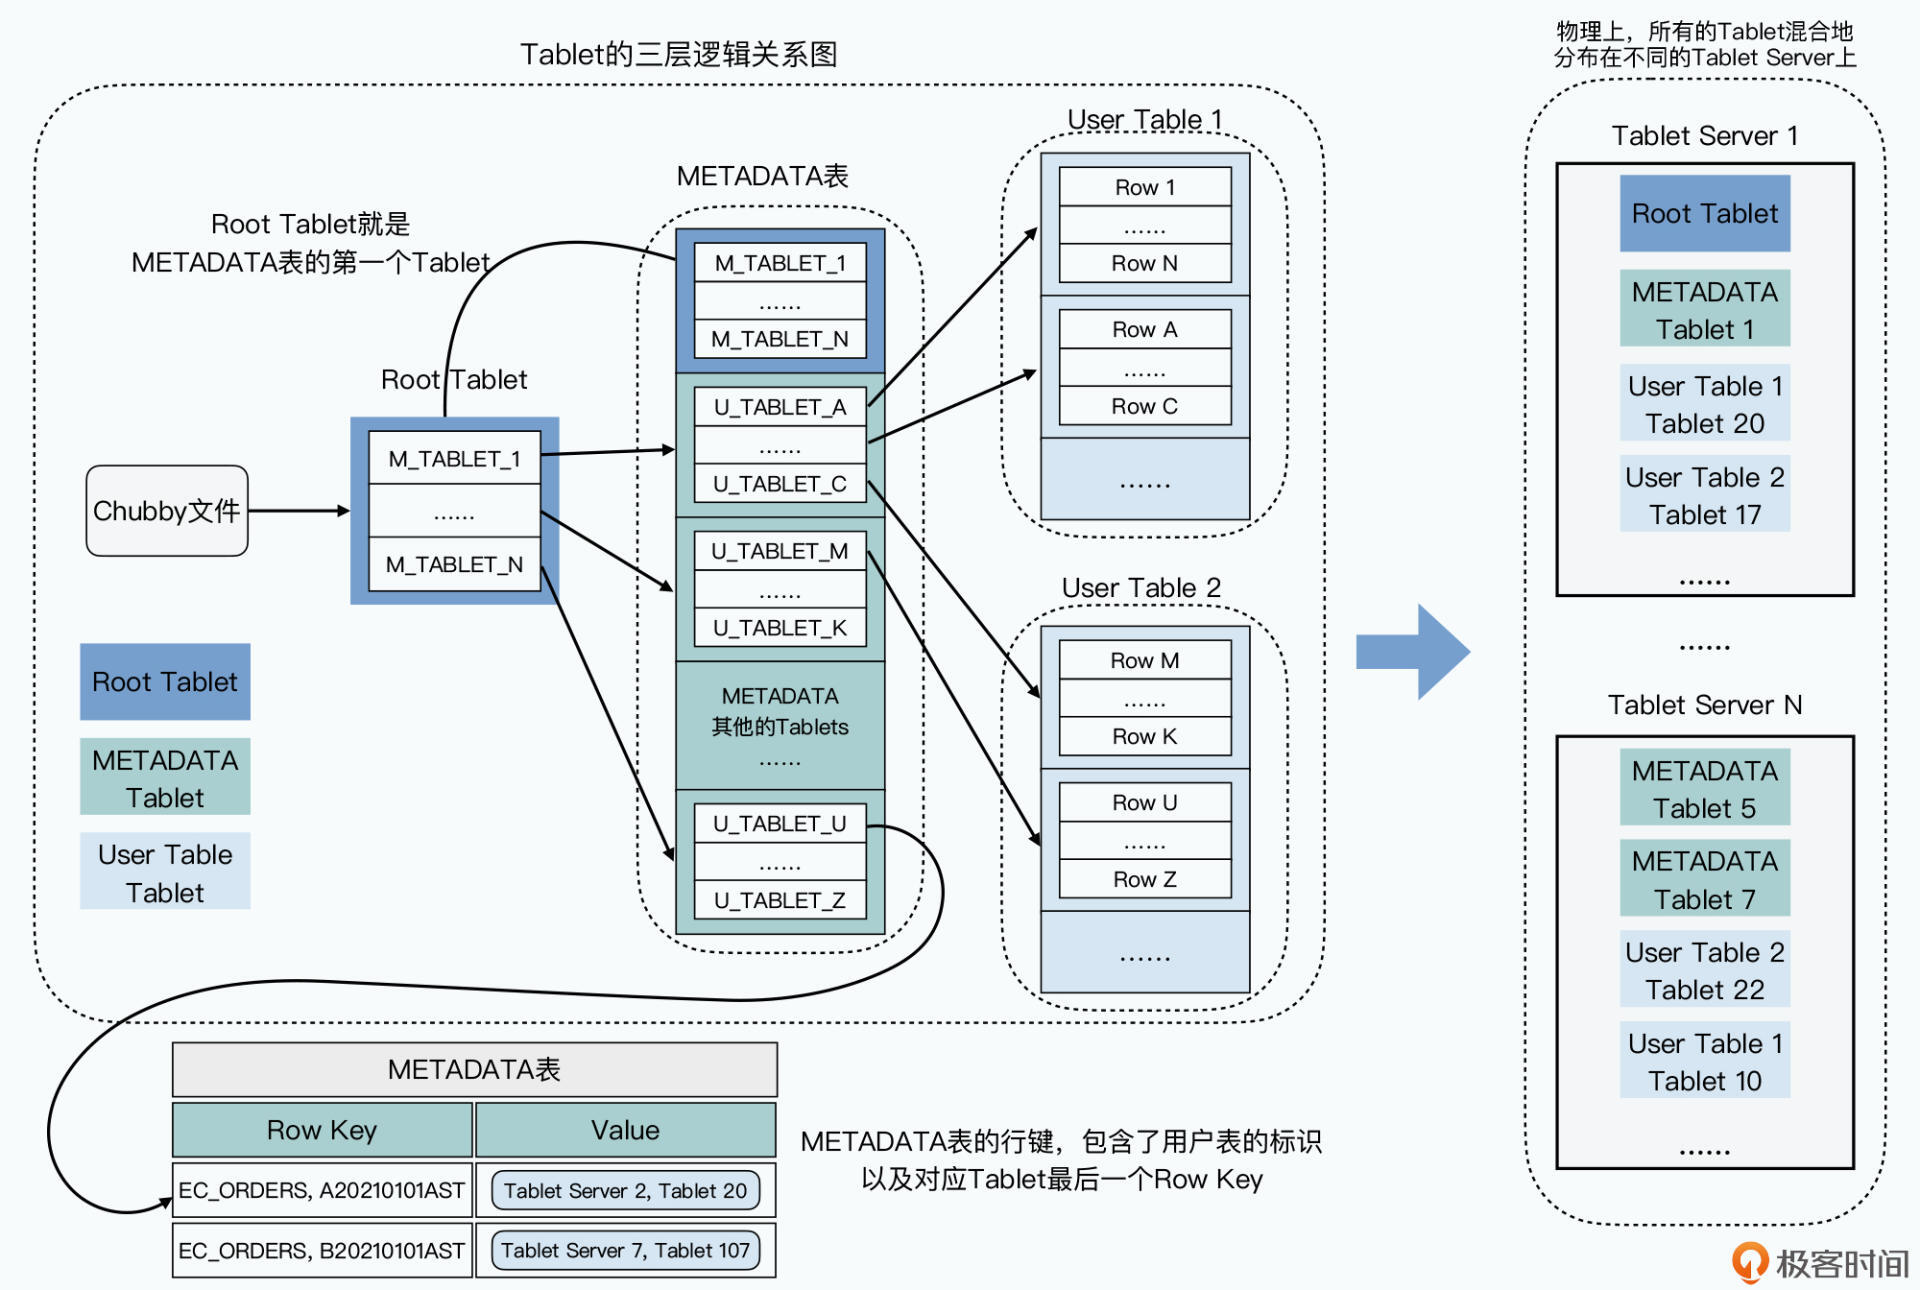 Tablet的三层逻辑关系图
Root Tablet就是
METADATA表的第一个Tablet
Chubby文件
Root Tablet
M_TABLET_1
......
M_TABLET_N
Root Tablet
METADATA
Tablet
User Table
Tablet
METADATA表
M_TABLET_1
......
M_TABLET_N
U_TABLET_A
......
U_TABLET_C
U_TABLET_M
......
U_TABLET_K
METADATA
其他的Tablets
......
U_TABLET_U
......
U_TABLET_Z
User Table 1
Row 1
......
Row N
Row A
......
Row C
......
User Table 2
Row M
......
Row K
Row U
......
Row Z
......
METADATA表
Row Key Value
EC_ORDERS, A20210101AST Tablet Server 2, Tablet 20
EC_ORDERS, B20210101AST Tablet Server 7, Tablet 107
METADATA表的行键，包含了用户表的标识
以及对应Tablet最后一个Row Key
物理上，所有的Tablet混合地
分布在不同的Tablet Server上
Tablet Server 1
Root Tablet
METADATA
Tablet 1
User Table 1
Tablet 20
User Table 2
Tablet 17
......
......
Tablet Server N
METADATA
Tablet 5
METADATA
Tablet 7
User Table 2
Tablet 22
User Table 1
Tablet 10
......
极客时间